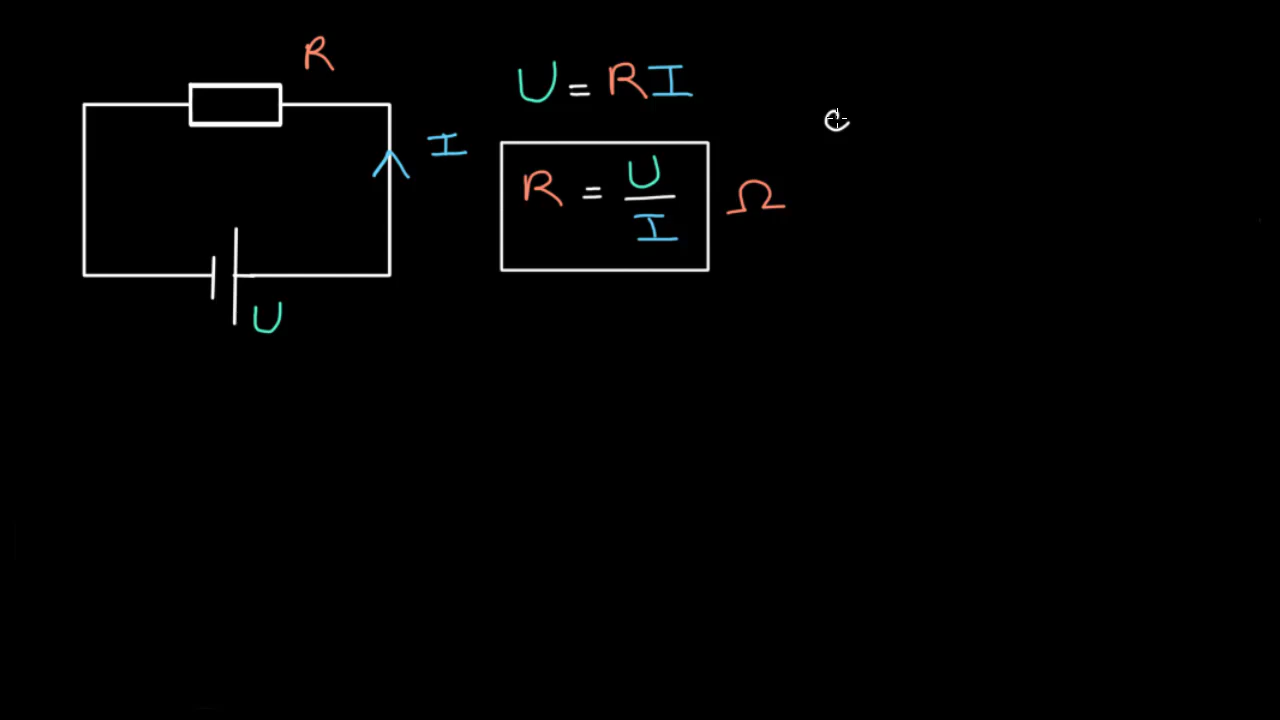 R
I
U
U = RI
R = U/I Ω